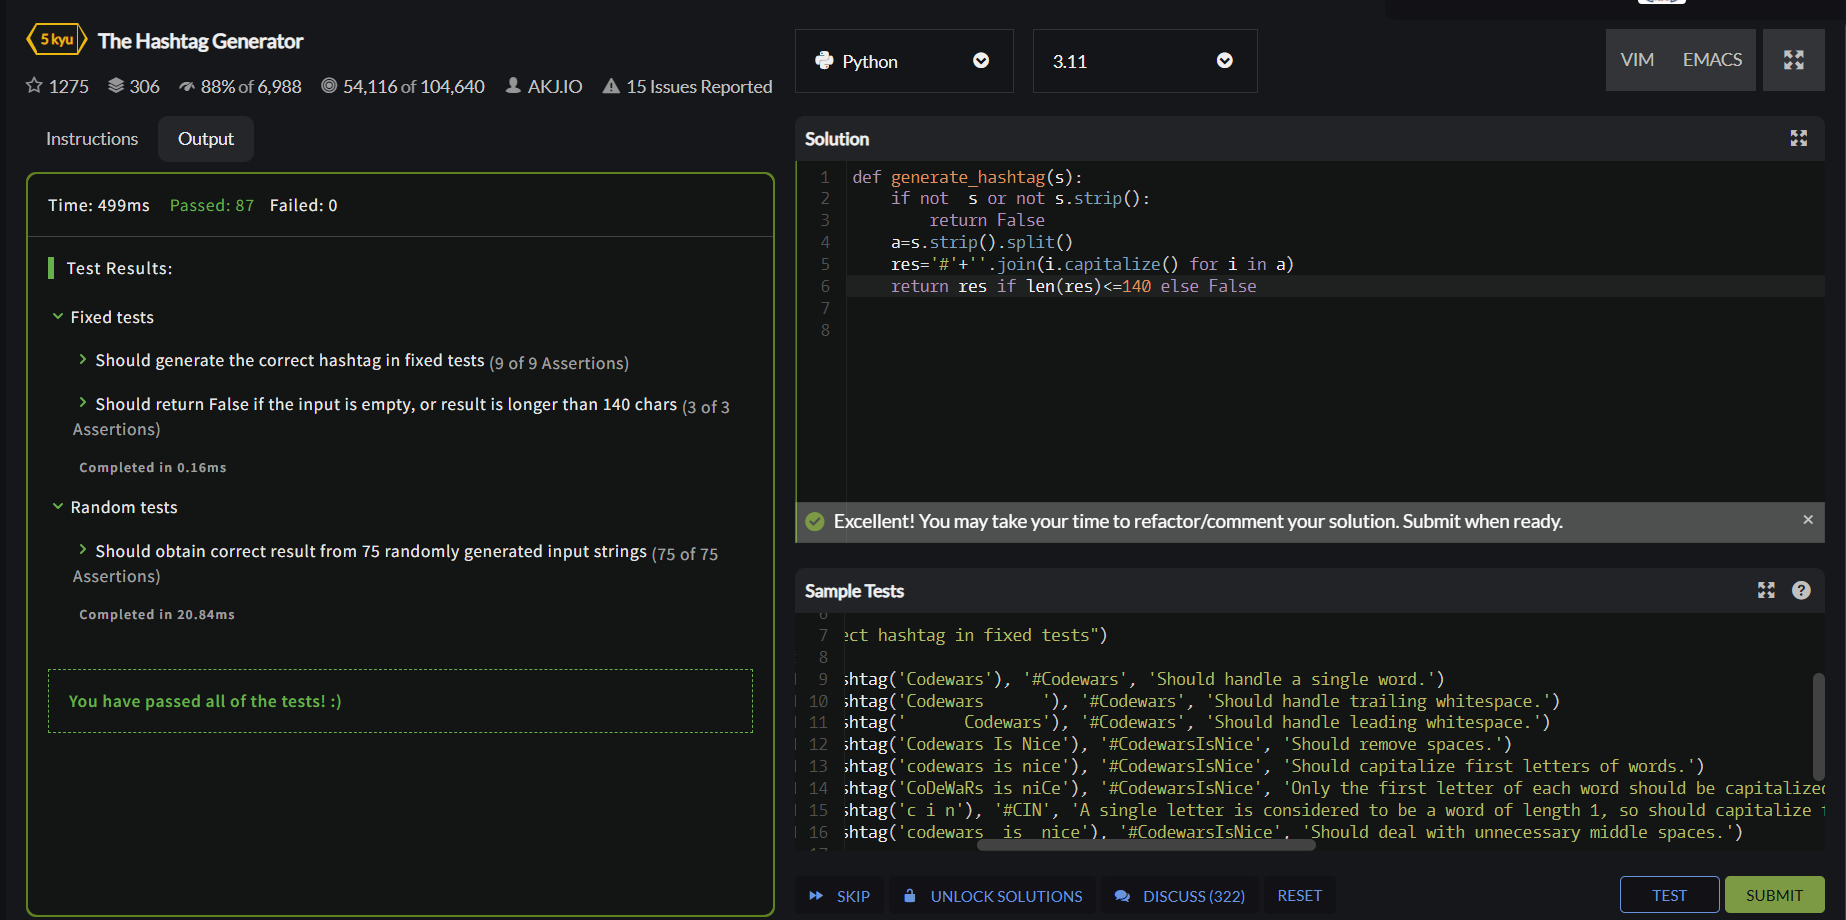 5 kyu The Hashtag Generator
1275 306 88% of 6,988 54,116 of 104,640 AKJ.IO 15 Issues Reported
Instructions Output
Time: 499ms Passed: 87 Failed: 0
Test Results:
Fixed tests
Should generate the correct hashtag in fixed tests (9 of 9 Assertions)
Should return False if the input is empty, or result is longer than 140 chars (3 of 3
Assertions)
Completed in 0.16ms
Random tests
Should obtain correct result from 75 randomly generated input strings (75 of 75
Assertions)
Completed in 20.84ms
You have passed all of the tests! :)
Python 3.11 VIM EMACS
Solution
1 def generate_hashtag(s):
2     if not  s or not s.strip():
3         return False
4     a=s.strip().split()
5     res='#'+''.join(i.capitalize() for i in a)
6     return res if len(res)<=140 else False
7
8
Excellent! You may take your time to refactor/comment your solution. Submit when ready. ×
Sample Tests ?
6
7 ect hashtag in fixed tests")
8
9 shtag('Codewars'), '#Codewars', 'Should handle a single word.')
10 shtag('Codewars      '), '#Codewars', 'Should handle trailing whitespace.')
11 shtag('      Codewars'), '#Codewars', 'Should handle leading whitespace.')
12 shtag('Codewars Is Nice'), '#CodewarsIsNice', 'Should remove spaces.')
13 shtag('codewars is nice'), '#CodewarsIsNice', 'Should capitalize first letters of words.')
14 shtag('CoDeWaRs is niCe'), '#CodewarsIsNice', 'Only the first letter of each word should be capitalized
15 shtag('c i n'), '#CIN', 'A single letter is considered to be a word of length 1, so should capitalize
16 shtag('codewars  is  nice'), '#CodewarsIsNice', 'Should deal with unnecessary middle spaces.')
17
SKIP UNLOCK SOLUTIONS DISCUSS (322) RESET TEST SUBMIT